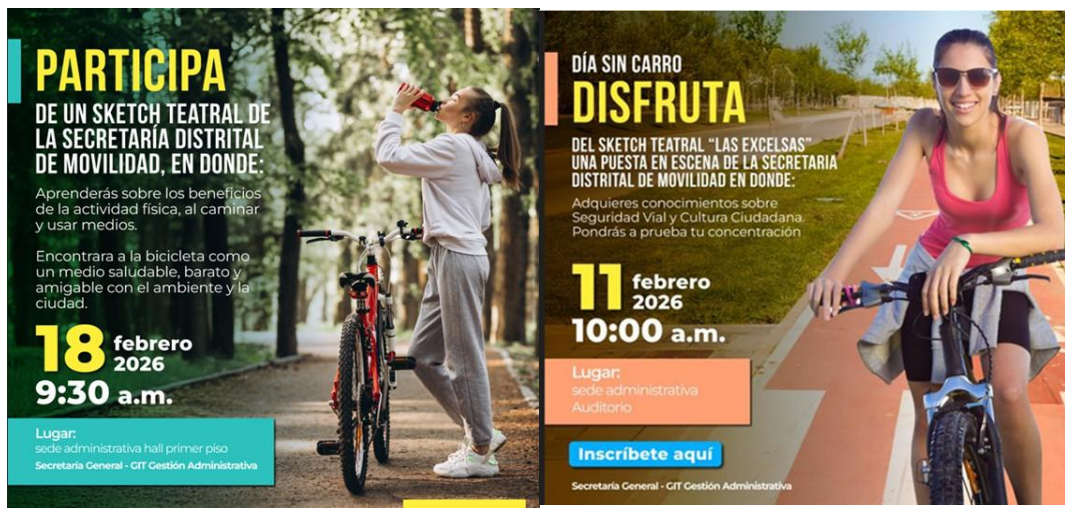 PARTICIPA
DE UN SKETCH TEATRAL DE
LA SECRETARÍA DISTRITAL
DE MOVILIDAD, EN DONDE:
Aprenderás sobre los beneficios
de la actividad física, al caminar
y usar medios.
Encontrara a la bicicleta como
un medio saludable, barato y
amigable con el ambiente y la
ciudad.
18 febrero
2026
9:30 a.m.
Lugar:
sede administrativa hall primer piso
Secretaría General - GIT Gestión Administrativa
DÍA SIN CARRO
DISFRUTA
DEL SKETCH TEATRAL “LAS EXCELSAS”
UNA PUESTA EN ESCENA DE LA SECRETARIA
DISTRITAL DE MOVILIDAD EN DONDE:
Adquieres conocimientos sobre
Seguridad Vial y Cultura Ciudadana.
Pondrás a prueba tu concentración
11 febrero
2026
10:00 a.m.
Lugar:
sede administrativa
Auditorio
Inscríbete aquí
Secretaría General - GIT Gestión Administrativa